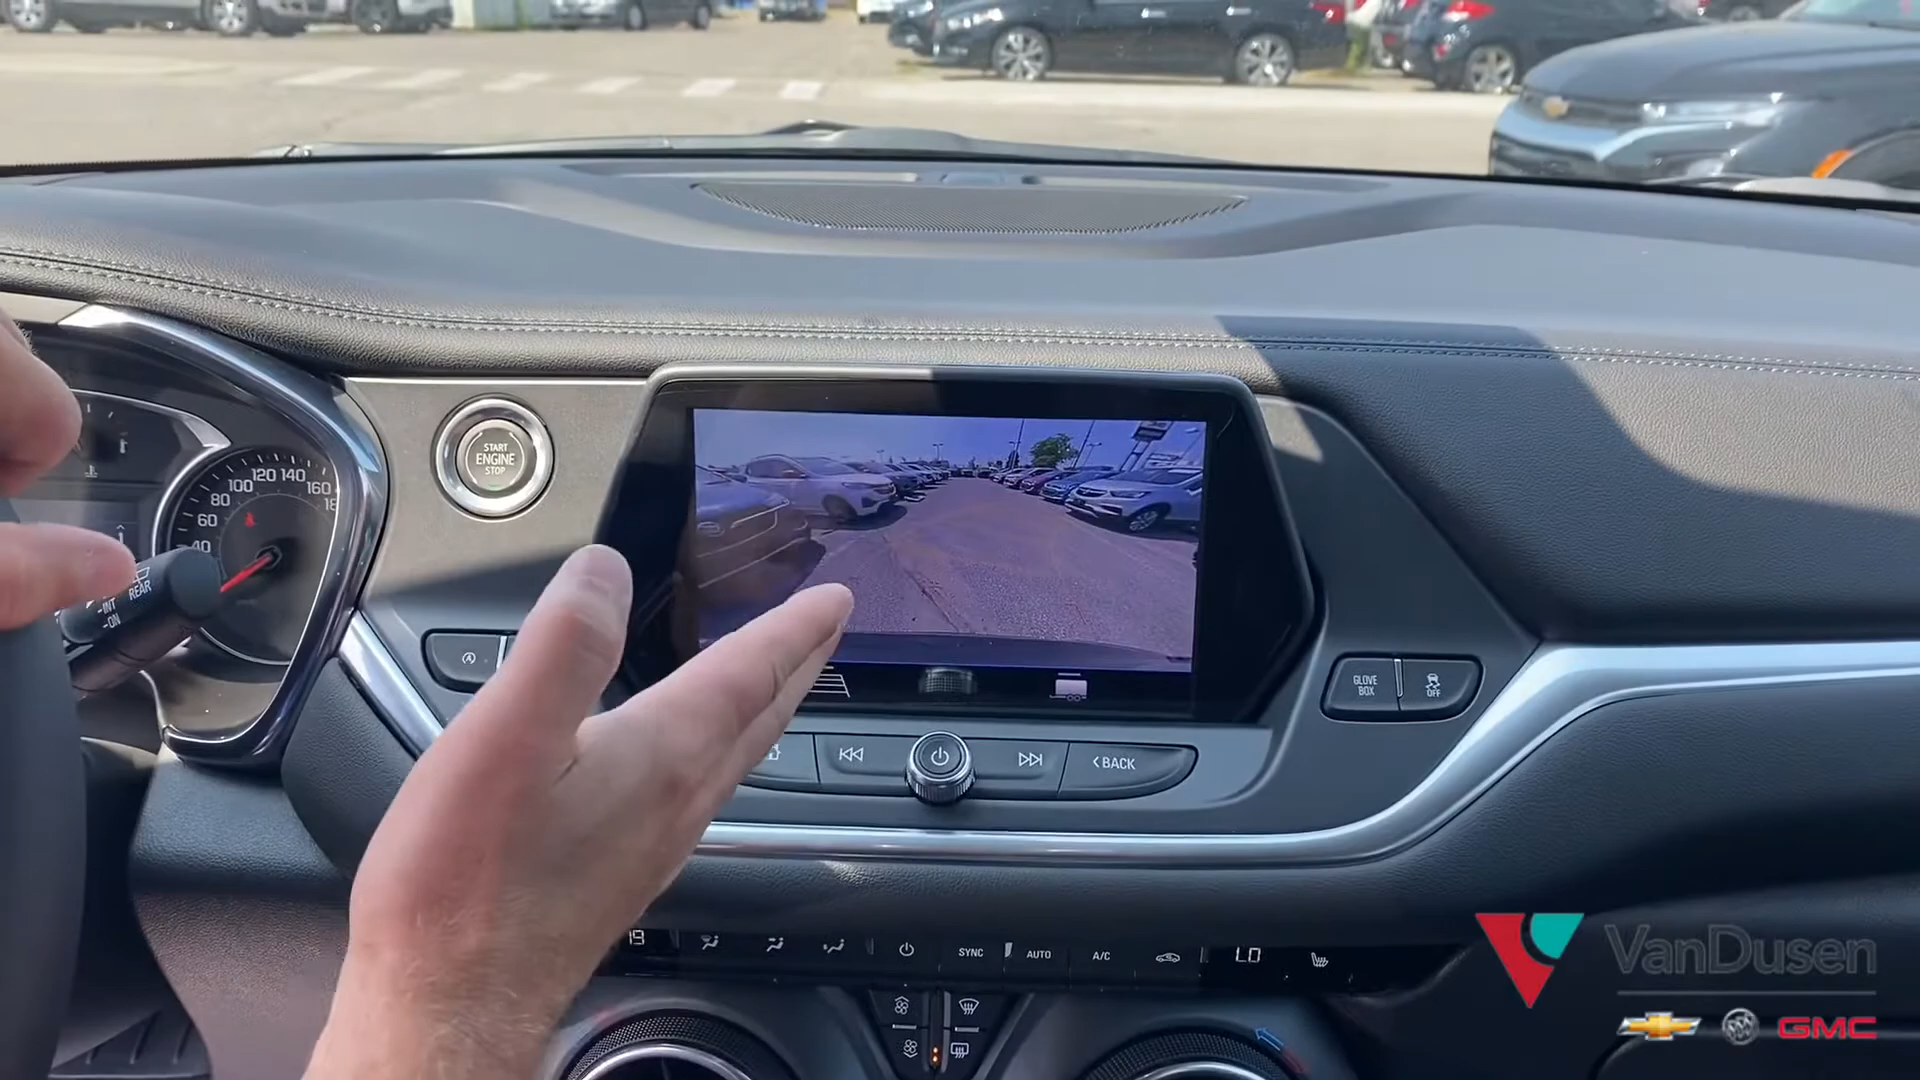 START
ENGINE
STOP
120 140
100
160
80
18
60
40
REAR
INT
ON
GLOVE
BOX
OFF
<BACK
19
SYNC
AUTO
A/C
LO
VanDusen
GMC